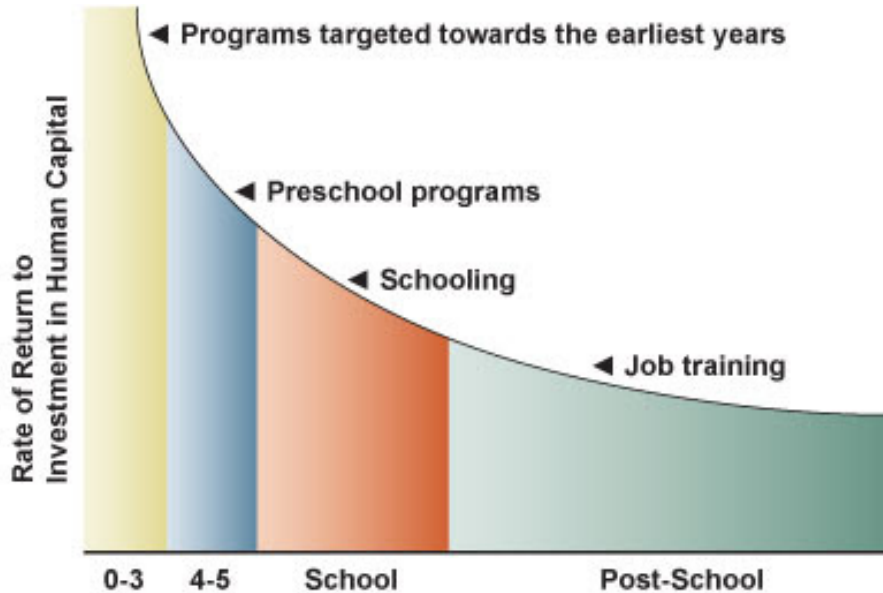 Programs targeted towards the earliest years
Preschool programs
Schooling
Job training
Rate of Return to
Investment in Human Capital
0-3
4-5
School
Post-School